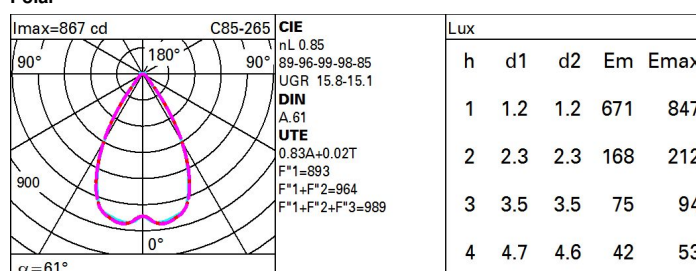 Imax=867 cd C85-265
90° 180° 90°
900
0°
α=61°
CIE
nL 0.85
89-96-99-98-85
UGR 15.8-15.1
DIN
A.61
UTE
0.83A+0.02T
F"1=893
F"1+F"2=964
F"1+F"2+F"3=989
Lux
h d1 d2 Em Emax
1 1.2 1.2 671 847
2 2.3 2.3 168 212
3 3.5 3.5 75 94
4 4.7 4.6 42 53